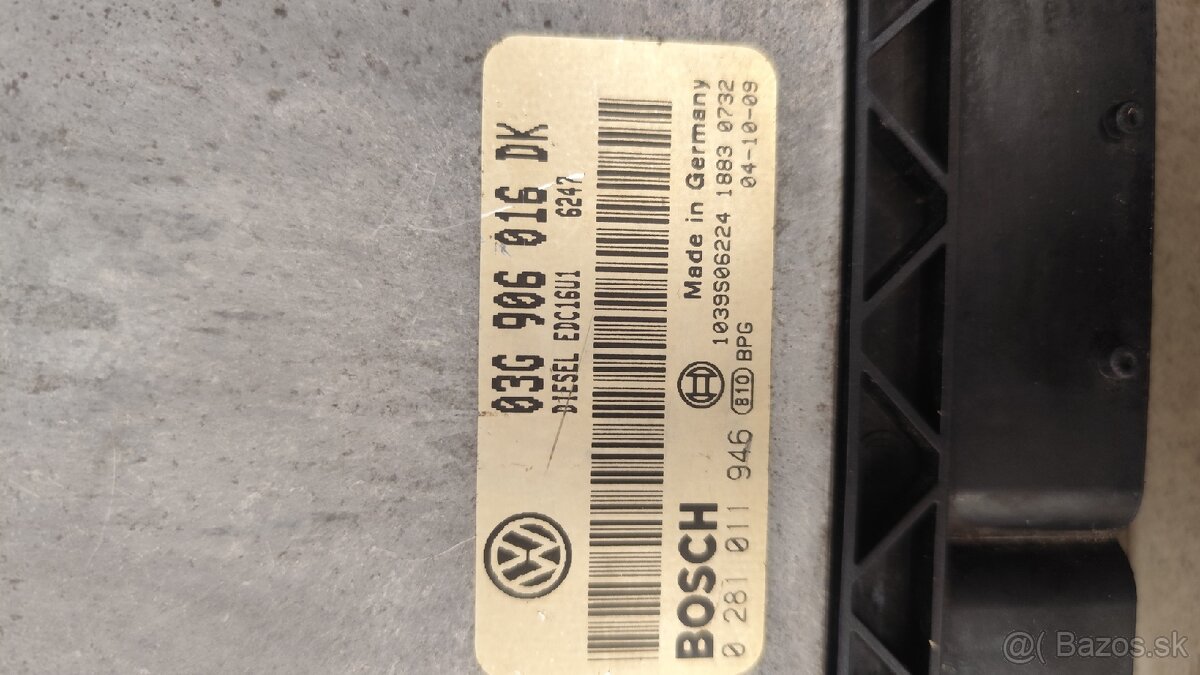 03G 906 016 DK
DIESEL EDC16U1 6247
BOSCH
Made in Germany
0 281 011 946 810 BPG 1039S06224 1883 0732
04-10-09
@( Bazos.sk